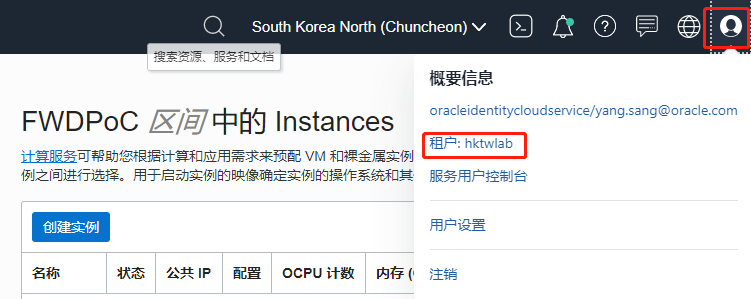 South Korea North (Chuncheon)
搜索资源、服务和文档
概要信息
oracleidentitycloudservice/yang.sang@oracle.com
租户: hktwlab
服务用户控制台
用户设置
注销
FWDPoC 区间 中的 Instances
计算服务可帮助您根据计算和应用需求来预配 VM 和裸金属实例
例之间进行选择。用于启动实例的映像确定实例的操作系统和其
创建实例
名称 状态 公共 IP 配置 OCPU 计数 内存 (